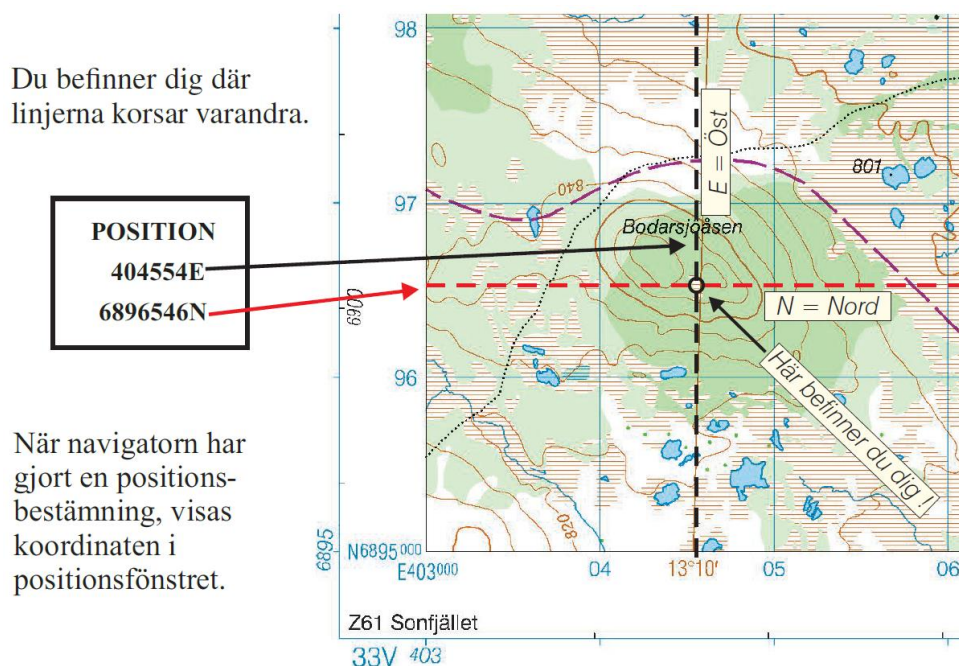 Du befinner dig där
linjerna korsar varandra.
POSITION
404554E
6896546N
När navigatorn har
gjort en positions-
bestämning, visas
koordinaten i
positionsfönstret.
98
97
96
E = Öst
801
840
Bodarsjöåsen
N = Nord
Här befinner du dig !
820
6090
6895
N6895000
E403000
04
13°10'
05
06
Z61 Sonfjället
33V 403